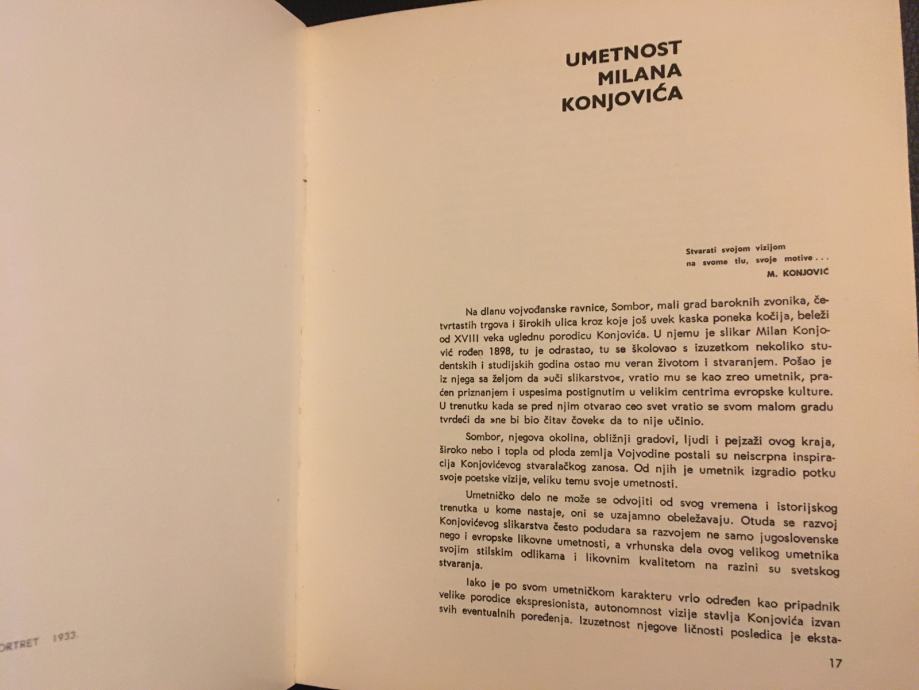 ORTRET 1933.
UMETNOST
MILANA
KONJOVIĆA
Stvarati svojom vizijom
na svome tlu, svoje motive...
M. KONJOVIĆ
Na dlanu vojvođanske ravnice, Sombor, mali grad baroknih zvonika, če-
tvrtastih trgova i širokih ulica kroz koje još uvek kaska poneka kočija, beleži
od XVIII veka uglednu porodicu Konjovića. U njemu je slikar Milan Konjo-
vić rođen 1898, tu je odrastao, tu se školovao s izuzetkom nekoliko stu-
dentskih i studijskih godina ostao mu veran životom i stvaranjem. Pošao je
iz njega sa željom da »uči slikarstvo«, vratio mu se kao zreo umetnik, pra-
ćen priznanjem i uspesima postignutim u velikim centrima evropske kulture.
U trenutku kada se pred njim otvarao ceo svet vratio se svom malom gradu
tvrdeći da »ne bi bio čitav čovek« da to nije učinio.
Sombor, njegova okolina, obližnji gradovi, ljudi i pejzaži ovog kraja,
široko nebo i topla od ploda zemlja Vojvodine postali su neiscrpna inspira-
cija Konjovićevog stvaralačkog zanosa. Od njih je umetnik izgradio potku
svoje poetske vizije, veliku temu svoje umetnosti.
Umetničko delo ne može se odvojiti od svog vremena i istorijskog
trenutka u kome nastaje, oni se uzajamno obeležavaju. Otuda se razvoj
Konjovićevog slikarstva često podudara sa razvojem ne samo jugoslovenske
nego i evropske likovne umetnosti, a vrhunska dela ovog velikog umetnika
svojim stilskim odlikama i likovnim kvalitetom na razini su svetskog
stvaranja.
Iako je po svom umetničkom karakteru vrlo određen kao pripadnik
velike porodice ekspresionista, autonomnost vizije stavlja Konjovića izvan
svih eventualnih poređenja. Izuzetnost njegove ličnosti posledica je eksta-
17